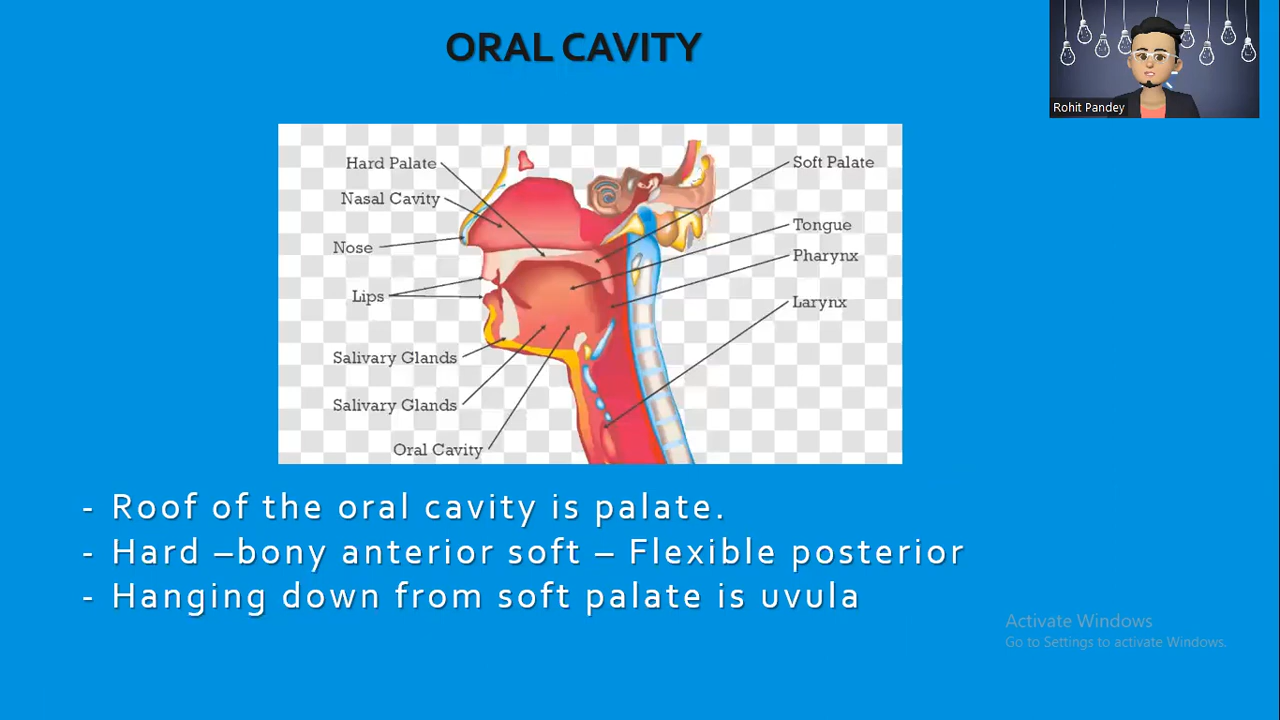 ORAL CAVITY
Rohit Pandey
Hard Palate
Nasal Cavity
Nose
Lips
Salivary Glands
Salivary Glands
Oral Cavity
Soft Palate
Tongue
Pharynx
Larynx
- Roof of the oral cavity is palate.
- Hard –bony anterior soft – Flexible posterior
- Hanging down from soft palate is uvula
Activate Windows
Go to Settings to activate Windows.